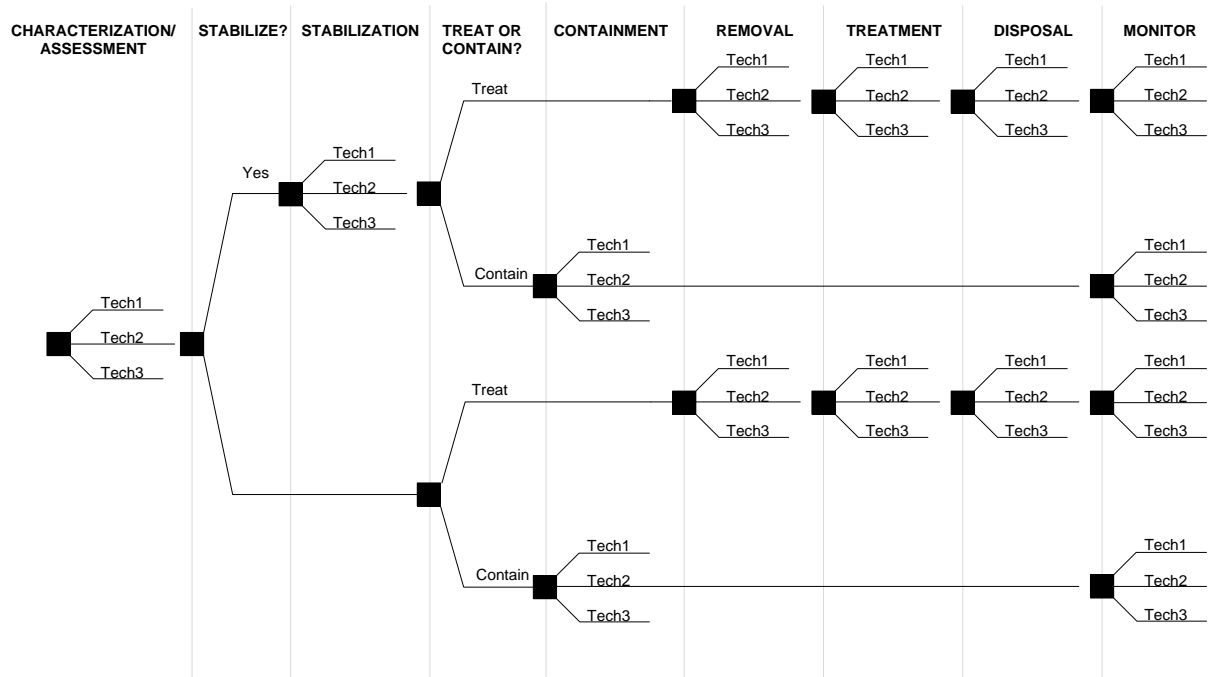 CHARACTERIZATION/
ASSESSMENT
STABILIZE?
STABILIZATION
TREAT OR
CONTAIN?
CONTAINMENT
REMOVAL
TREATMENT
DISPOSAL
MONITOR
Treat
Tech1
Tech2
Tech3
Tech1
Tech2
Tech3
Tech1
Tech2
Tech3
Tech1
Tech2
Tech3
Yes
Tech1
Tech2
Tech3
Contain
Tech1
Tech2
Tech3
Tech1
Tech2
Tech3
Tech1
Tech2
Tech3
Treat
Tech1
Tech2
Tech3
Tech1
Tech2
Tech3
Tech1
Tech2
Tech3
Tech1
Tech2
Tech3
Contain
Tech1
Tech2
Tech3
Tech1
Tech2
Tech3